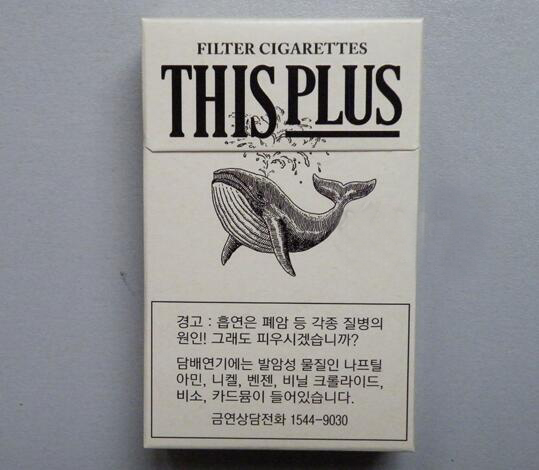 FILTER CIGARETTES
THIS PLUS
경고 : 흡연은 폐암 등 각종 질병의
원인! 그래도 피우시겠습니까?
담배연기에는 발암성 물질인 나프틸
아민, 니켈, 벤젠, 비닐 크롤라이드,
비소, 카드뮴이 들어있습니다.
금연상담전화 1544-9030